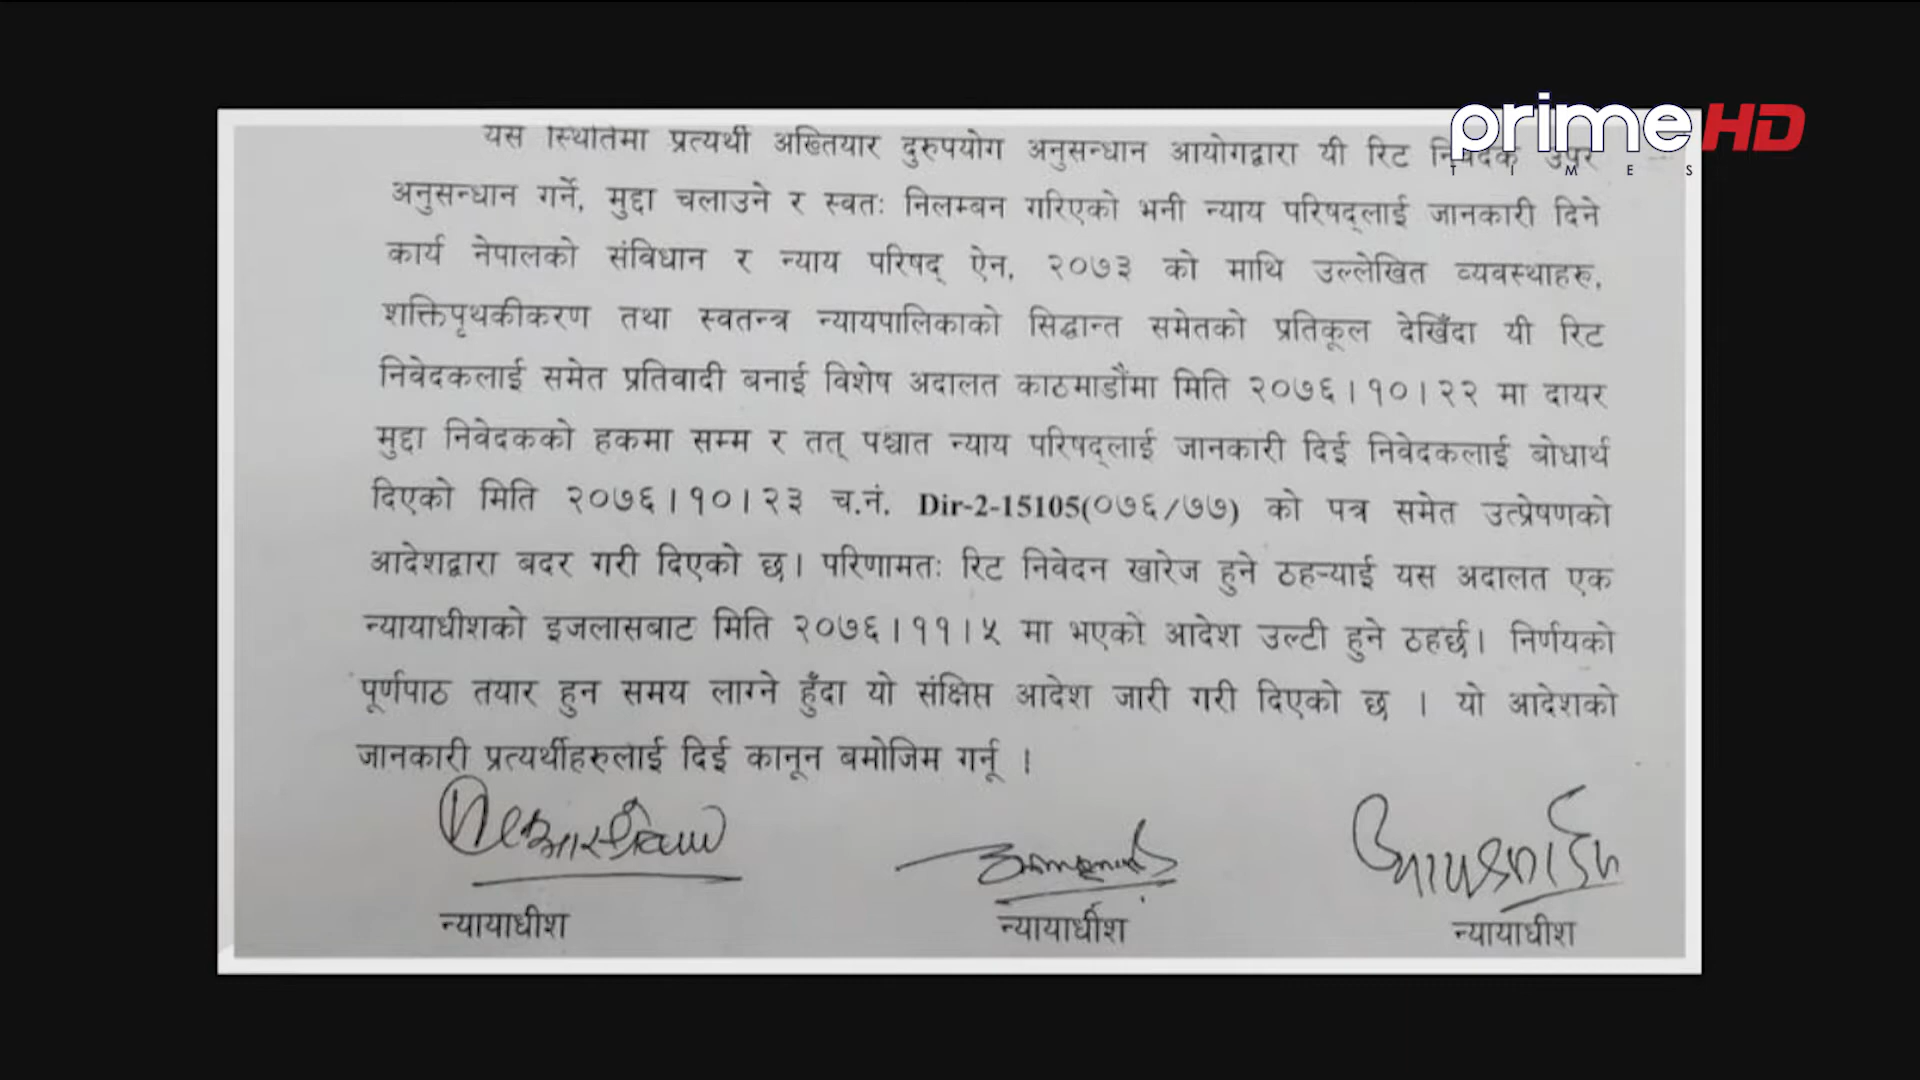 prime HD
TIMES
यस स्थितिमा प्रत्यर्थी अख्तियार दुरुपयोग अनुसन्धान आयोगद्वारा यी रिट निवेदक उपर
अनुसन्धान गर्ने, मुद्दा चलाउने र स्वतः निलम्बन गरिएको भनी न्याय परिषद्लाई जानकारी दिने
कार्य नेपालको संविधान र न्याय परिषद् ऐन, २०७३ को माथि उल्लेखित व्यवस्थाहरु,
शक्तिपृथकीकरण तथा स्वतन्त्र न्यायपालिकाको सिद्धान्त समेतको प्रतिकूल देखिँदा यी रिट
निवेदकलाई समेत प्रतिवादी बनाई विशेष अदालत काठमाडौंमा मिति २०७६।१०।२२ मा दायर
मुद्दा निवेदकको हकमा सम्म र तत् पश्चात न्याय परिषद्लाई जानकारी दिई निवेदकलाई बोधार्थ
दिएको मिति २०७६।१०।२३ च.नं. Dir-2-15105(०७६/७७) को पत्र समेत उत्प्रेषणको
आदेशद्वारा बदर गरी दिएको छ। परिणामतः रिट निवेदन खारेज हुने ठहऱ्याई यस अदालत एक
न्यायाधीशको इजलासबाट मिति २०७६।११।५ मा भएको आदेश उल्टी हुने ठहर्छ। निर्णयको
पूर्णपाठ तयार हुन समय लाग्ने हुँदा यो संक्षिप्त आदेश जारी गरी दिएको छ । यो आदेशको
जानकारी प्रत्यर्थीहरुलाई दिई कानून बमोजिम गर्नू ।
न्यायाधीश न्यायाधीश न्यायाधीश